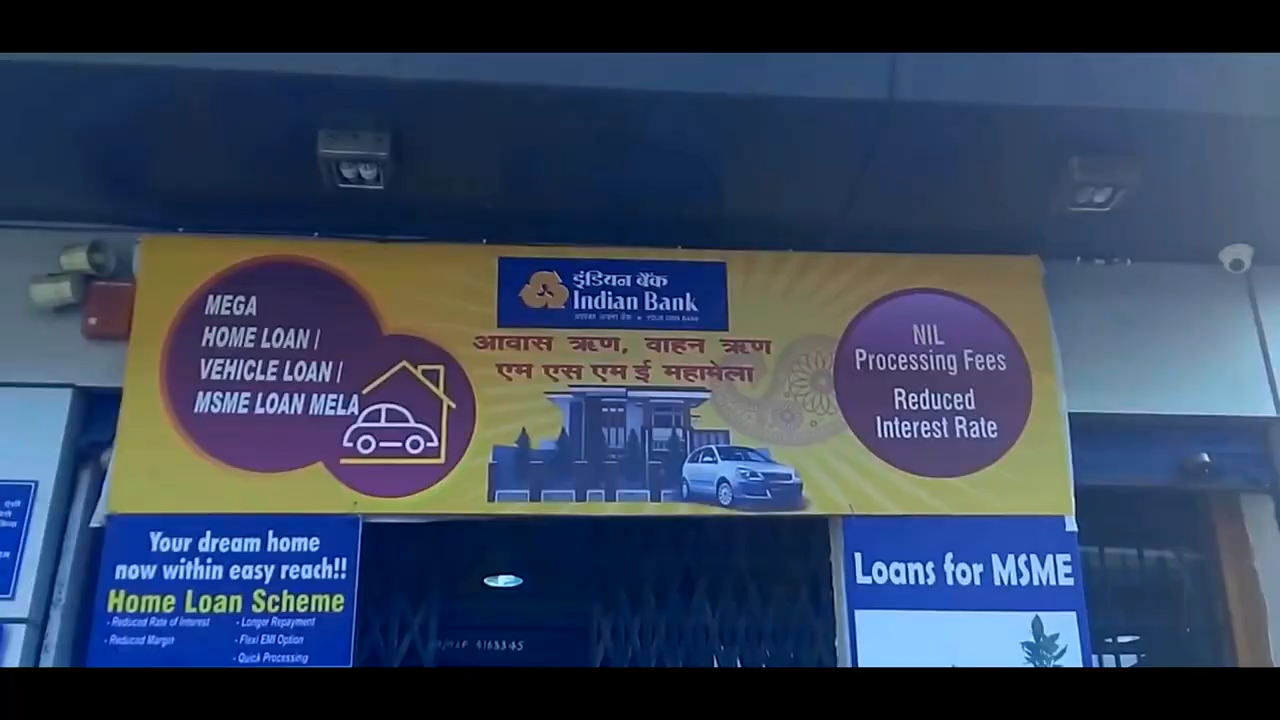 MEGA
HOME LOAN /
VEHICLE LOAN /
MSME LOAN MELA
इंडियन बैंक
Indian Bank
आपका अपना बैंक YOUR OWN BANK
आवास ऋण, वाहन ऋण
एम एस एम ई महामेला
NIL
Processing Fees
Reduced
Interest Rate
Your dream home
now within easy reach!!
Home Loan Scheme
- Reduced Rate of Interest
- Reduced Margin
- Longer Repayment
- Flexi EMI Option
- Quick Processing
Loans for MSME